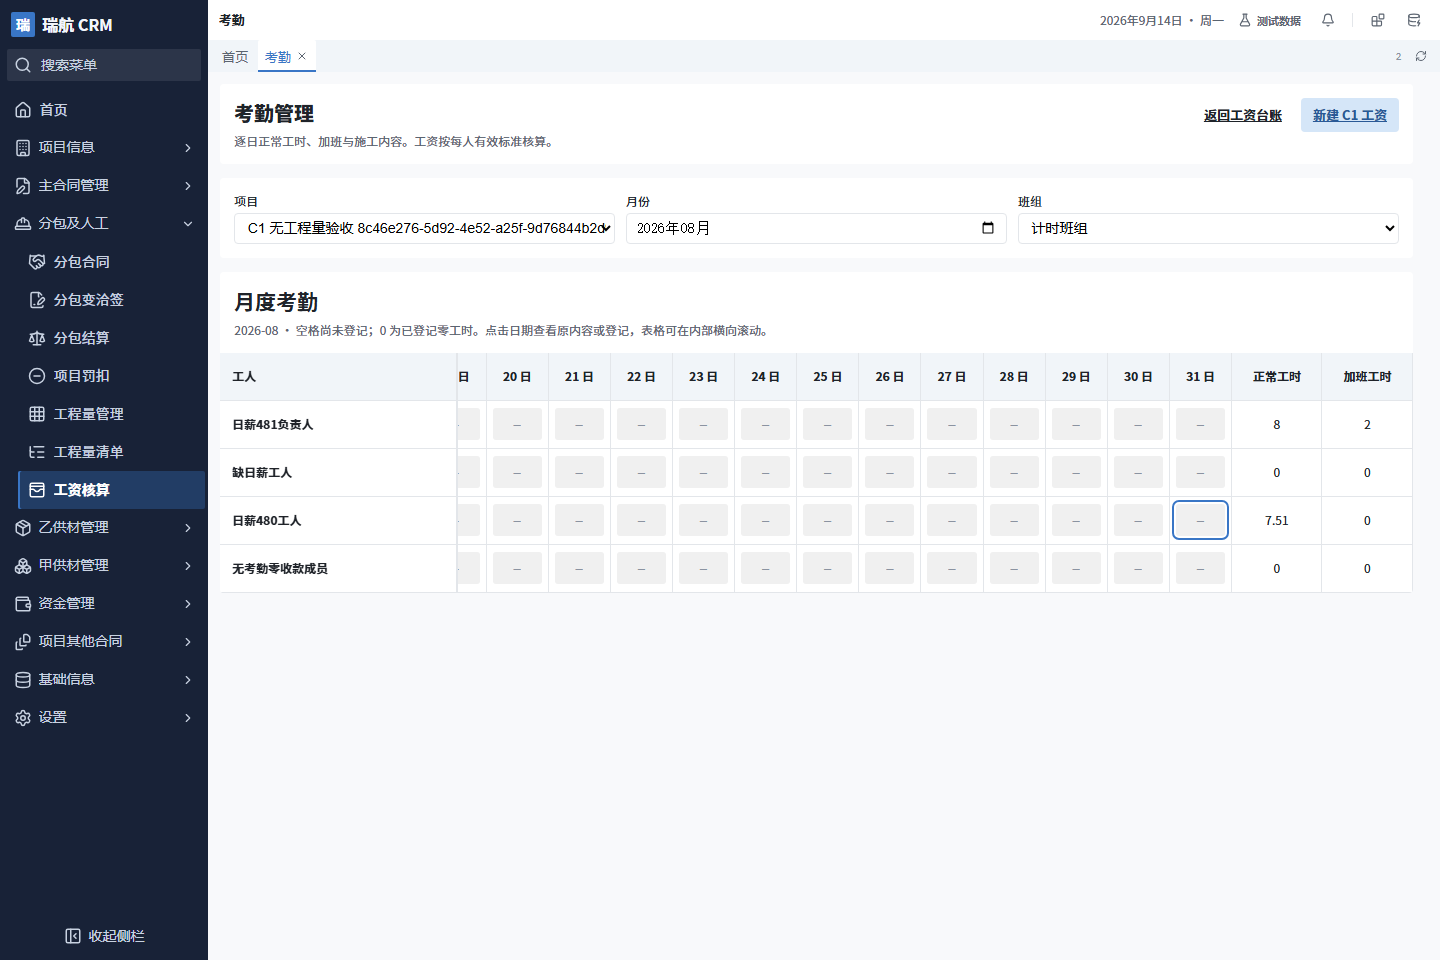 瑞 瑞航 CRM
搜索菜单
首页
项目信息
主合同管理
分包及人工
分包合同
分包变洽签
分包结算
项目罚扣
工程量管理
工程量清单
工资核算
乙供材管理
甲供材管理
资金管理
项目其他合同
基础信息
设置
收起侧栏
考勤 2026年9月14日 • 周一 测试数据
首页 考勤 × 2
考勤管理
逐日正常工时、加班与施工内容。工资按每人有效标准核算。
返回工资台账 新建 C1 工资
项目 月份 班组
C1 无工程量验收 8c46e276-5d92-4e52-a25f-9d76844b2d 2026年08月 计时班组
月度考勤
2026-08 • 空格尚未登记；0 为已登记零工时。点击日期查看原内容或登记，表格可在内部横向滚动。
工人 日 20 日 21 日 22 日 23 日 24 日 25 日 26 日 27 日 28 日 29 日 30 日 31 日 正常工时 加班工时
日薪481负责人 — — — — — — — — — — — — 8 2
缺日薪工人 — — — — — — — — — — — — 0 0
日薪480工人 — — — — — — — — — — — — 7.51 0
无考勤零收款成员 — — — — — — — — — — — — 0 0